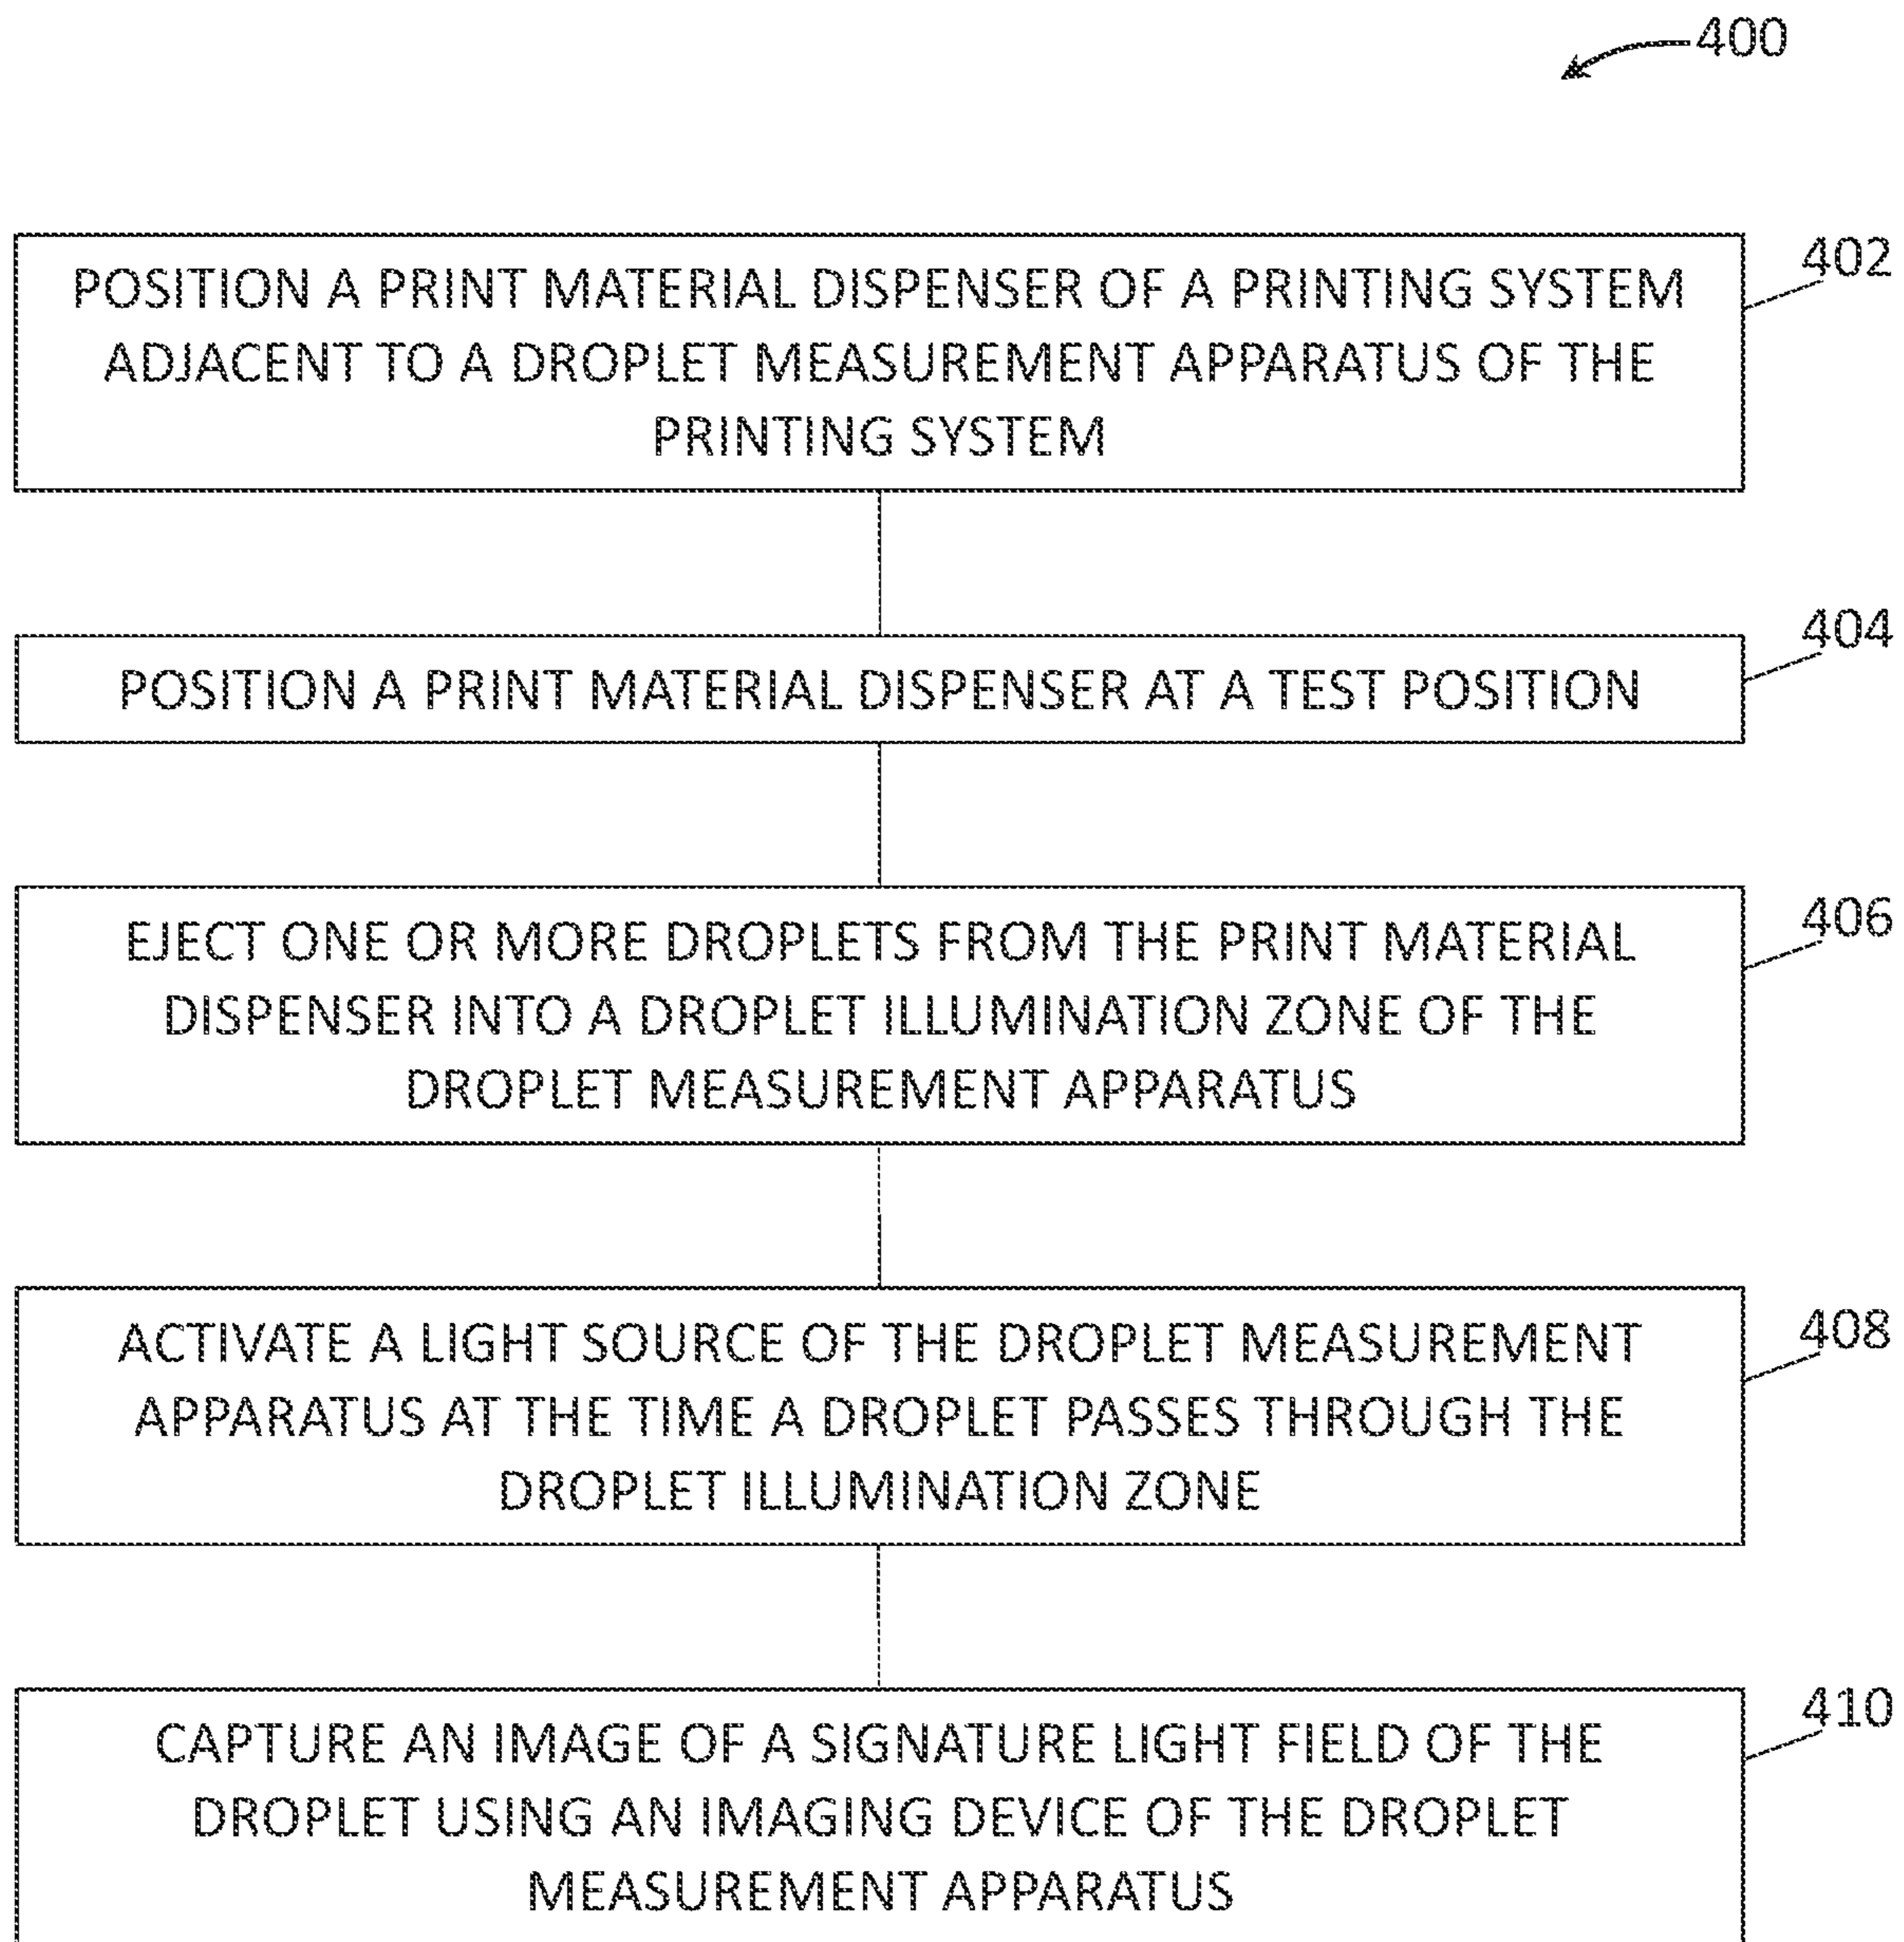 400
402
POSITION A PRINT MATERIAL DISPENSER OF A PRINTING SYSTEM
ADJACENT TO A DROPLET MEASUREMENT APPARATUS OF THE
PRINTING SYSTEM
404
POSITION A PRINT MATERIAL DISPENSER AT A TEST POSITION
406
EJECT ONE OR MORE DROPLETS FROM THE PRINT MATERIAL
DISPENSER INTO A DROPLET ILLUMINATION ZONE OF THE
DROPLET MEASUREMENT APPARATUS
408
ACTIVATE A LIGHT SOURCE OF THE DROPLET MEASUREMENT
APPARATUS AT THE TIME A DROPLET PASSES THROUGH THE
DROPLET ILLUMINATION ZONE
410
CAPTURE AN IMAGE OF A SIGNATURE LIGHT FIELD OF THE
DROPLET USING AN IMAGING DEVICE OF THE DROPLET
MEASUREMENT APPARATUS